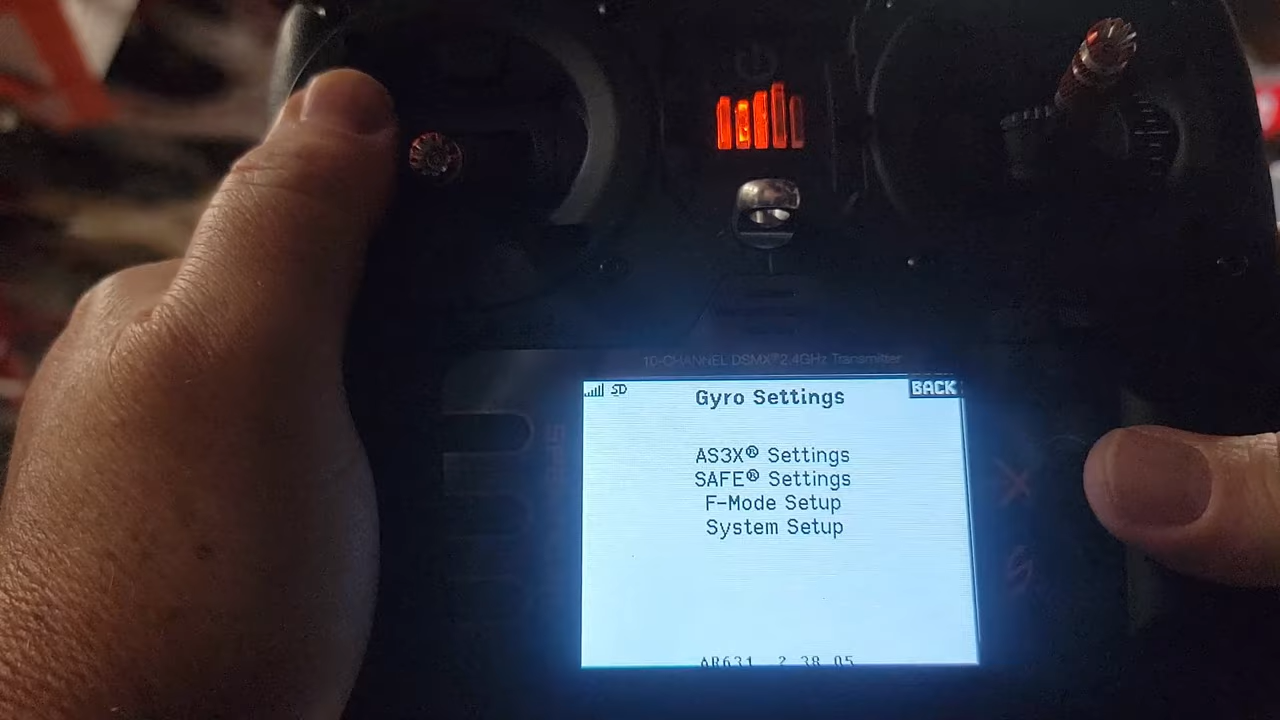 10-CHANNEL DSMX® 2.4GHz Transmitter
SD
Gyro Settings
BACK
AS3X® Settings
SAFE® Settings
F-Mode Setup
System Setup
AR631 2.38.05